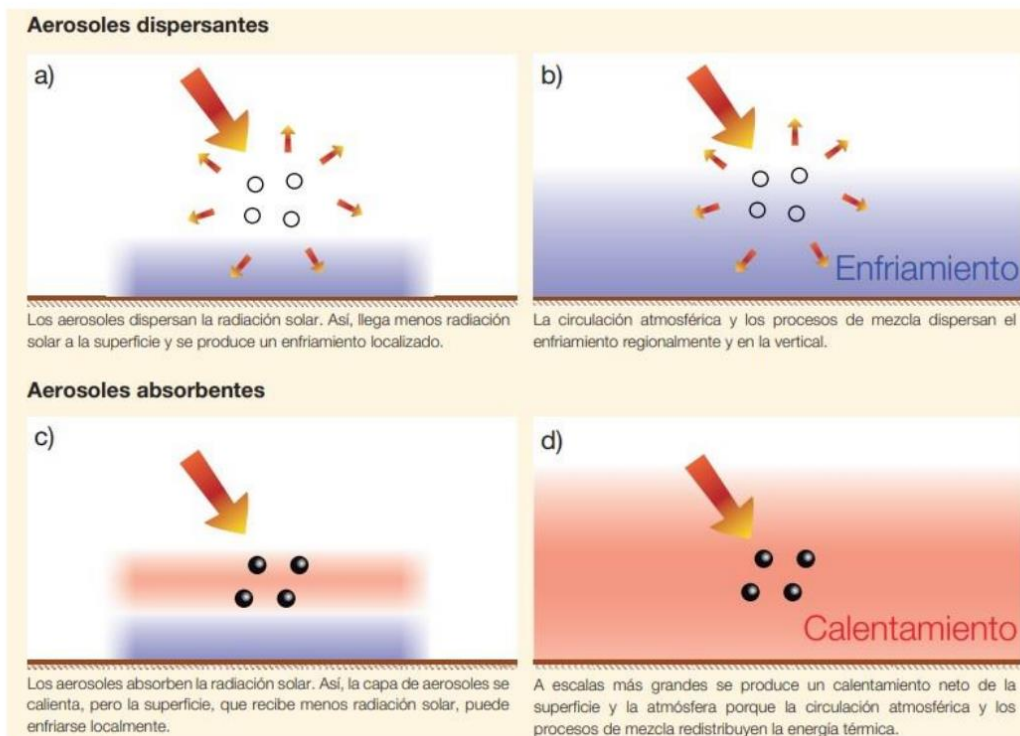 Aerosoles dispersantes
a)
Los aerosoles dispersan la radiación solar. Así, llega menos radiación
solar a la superficie y se produce un enfriamiento localizado.
b)
Enfriamiento
La circulación atmosférica y los procesos de mezcla dispersan el
enfriamiento regionalmente y en la vertical.
Aerosoles absorbentes
c)
Los aerosoles absorben la radiación solar. Así, la capa de aerosoles se
calienta, pero la superficie, que recibe menos radiación solar, puede
enfriarse localmente.
d)
Calentamiento
A escalas más grandes se produce un calentamiento neto de la
superficie y la atmósfera porque la circulación atmosférica y los
procesos de mezcla redistribuyen la energía térmica.